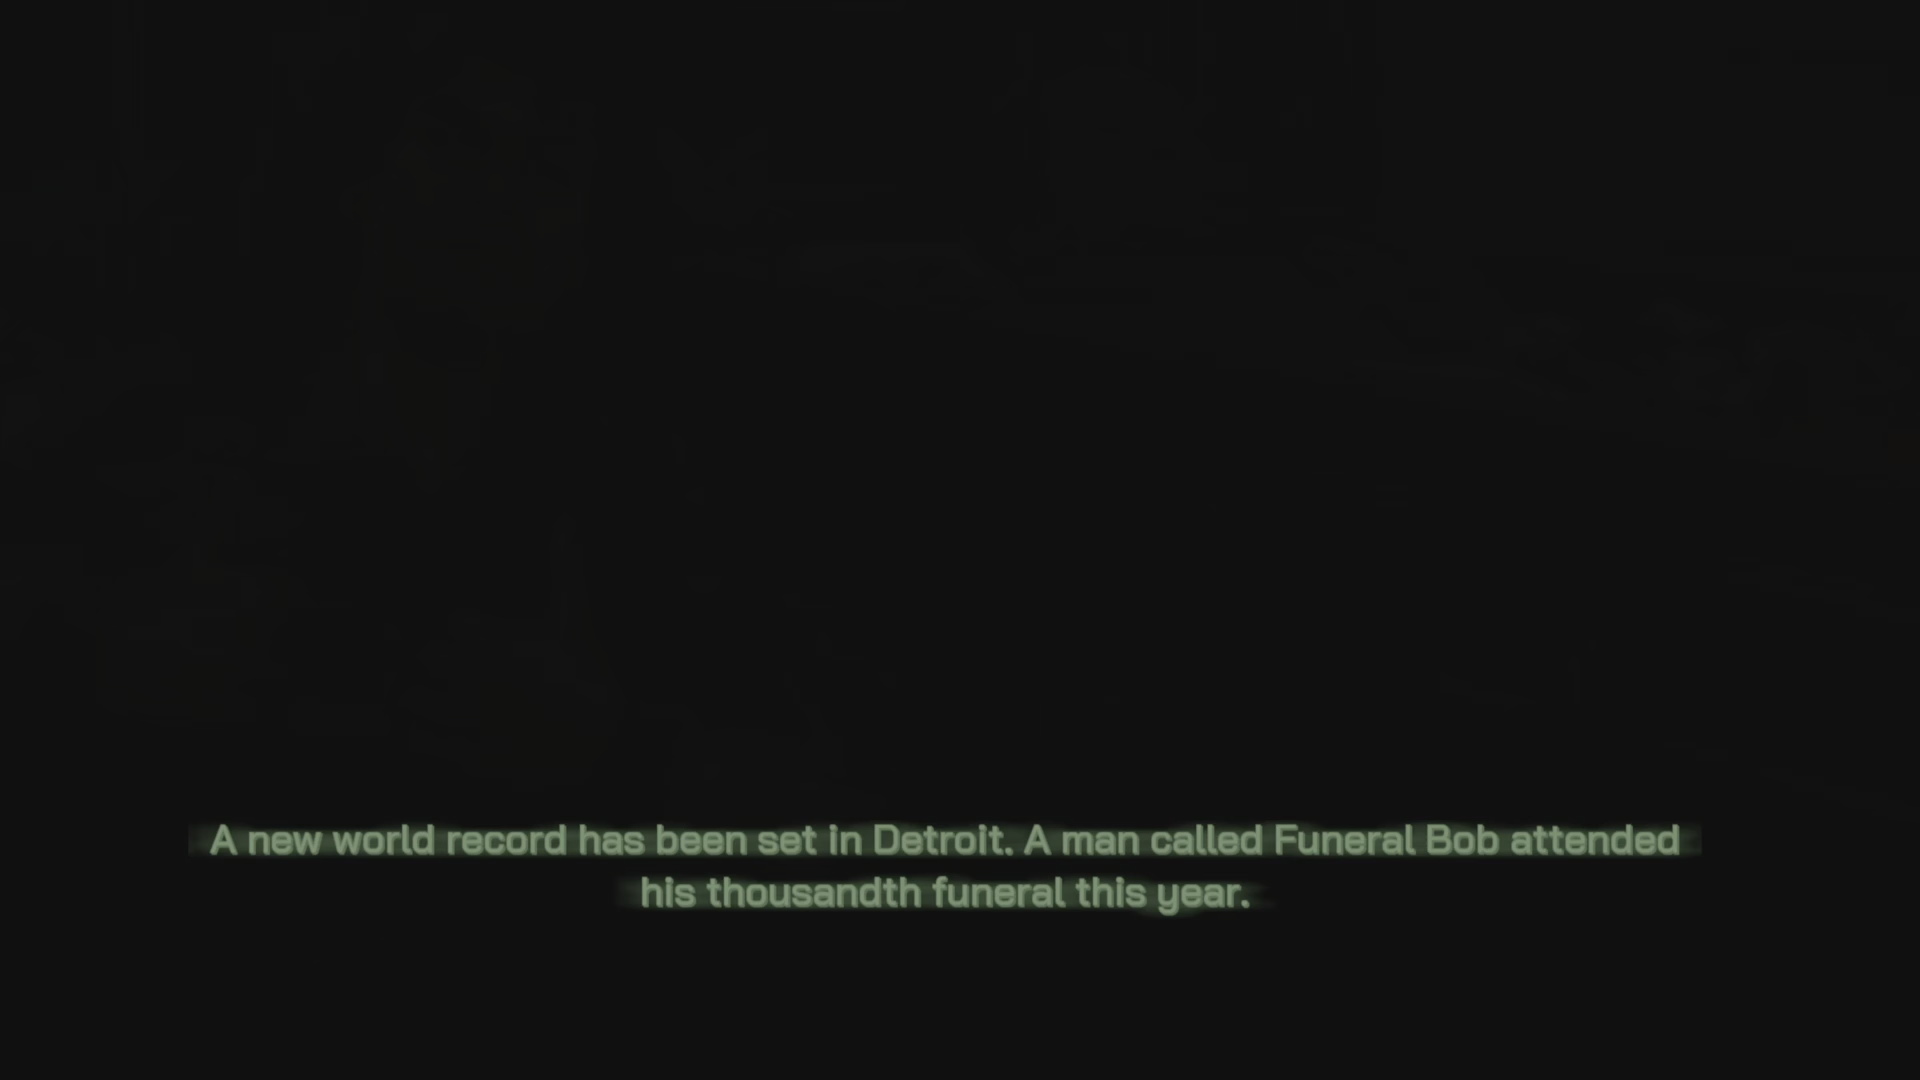 A new world record has been set in Detroit. A man called Funeral Bob attended
his thousandth funeral this year.